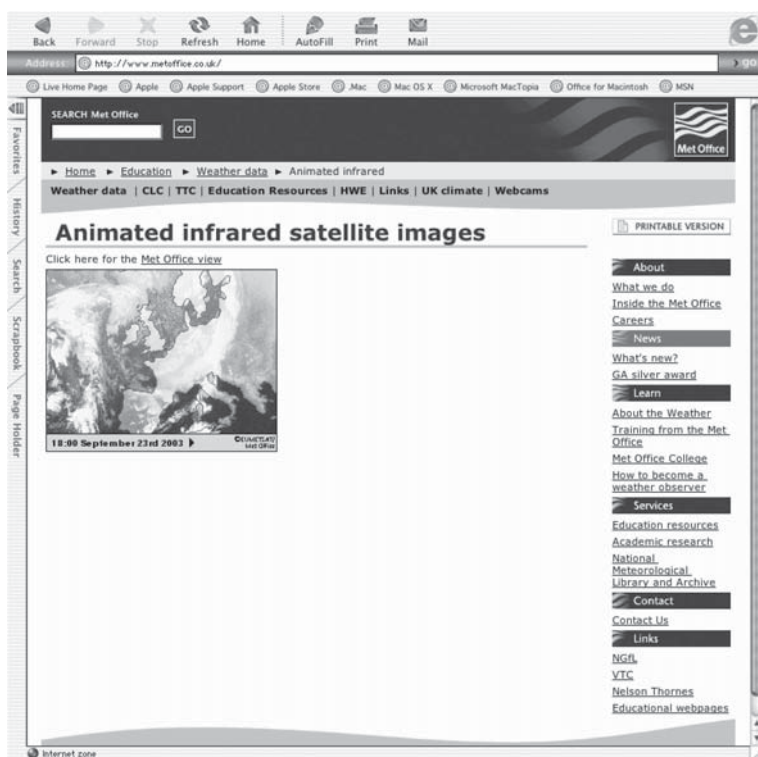 Back Forward Stop Refresh Home AutoFill Print Mail
Address: @ http://www.metoffice.co.uk/ › go
@ Live Home Page @ Apple @ Apple Support @ Apple Store @ .Mac @ Mac OS X @ Microsoft MacTopia @ Office for Macintosh @ MSN
Favorites
History
Search
Scrapbook
Page Holder
SEARCH Met Office
GO
Met Office
► Home ► Education ► Weather data ► Animated infrared
Weather data | CLC | TTC | Education Resources | HWE | Links | UK climate | Webcams
Animated infrared satellite images
Click here for the Met Office view
18:00 September 23rd 2003
©EUMETSAT/
Met Office
PRINTABLE VERSION
About
What we do
Inside the Met Office
Careers
News
What's new?
GA silver award
Learn
About the Weather
Training from the Met
Office
Met Office College
How to become a
weather observer
Services
Education resources
Academic research
National
Meteorological
Library and Archive
Contact
Contact Us
Links
NGfL
VTC
Nelson Thornes
Educational webpages
Internet zone